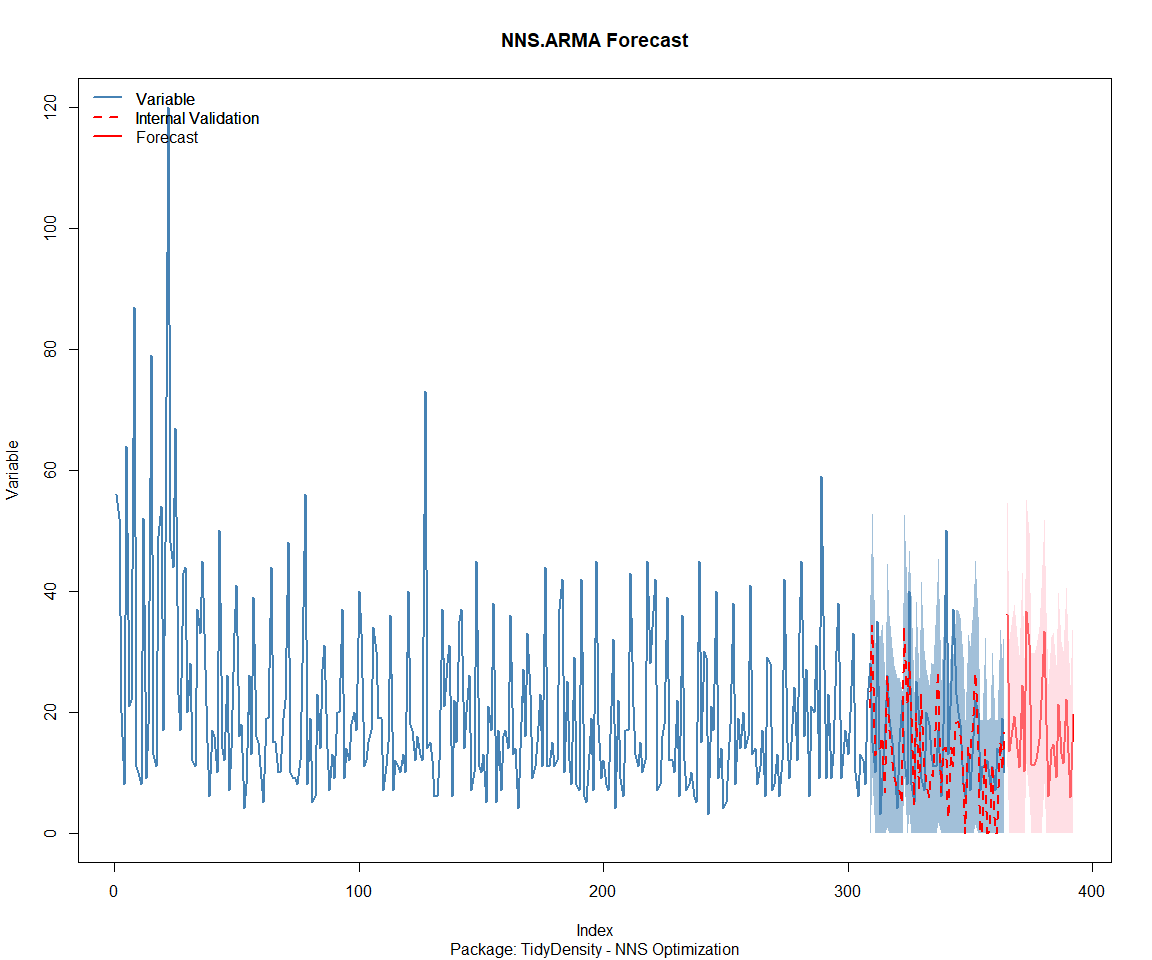 NNS.ARMA Forecast
Variable
Internal Validation
Forecast
120
100
80
60
40
20
0
Variable
0 100 200 300 400
Index
Package: TidyDensity - NNS Optimization